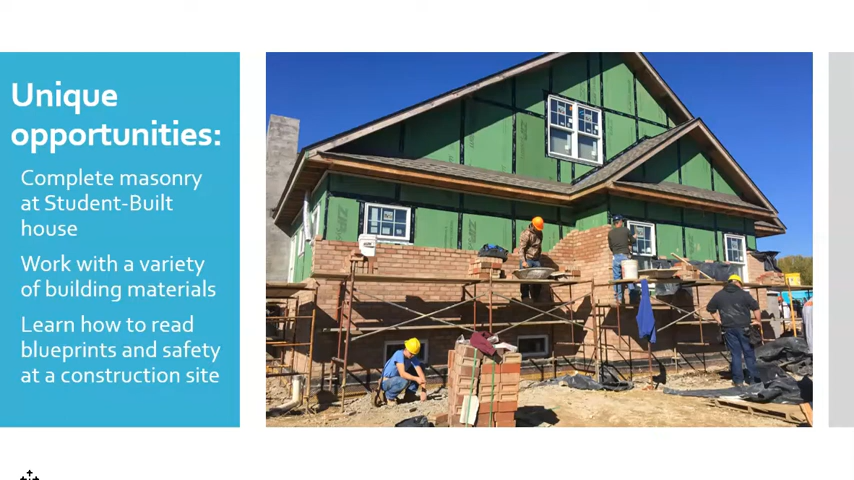 Unique
opportunities:
Complete masonry
at Student-Built
house
Work with a variety
of building materials
Learn how to read
blueprints and safety
at a construction site
ZIP